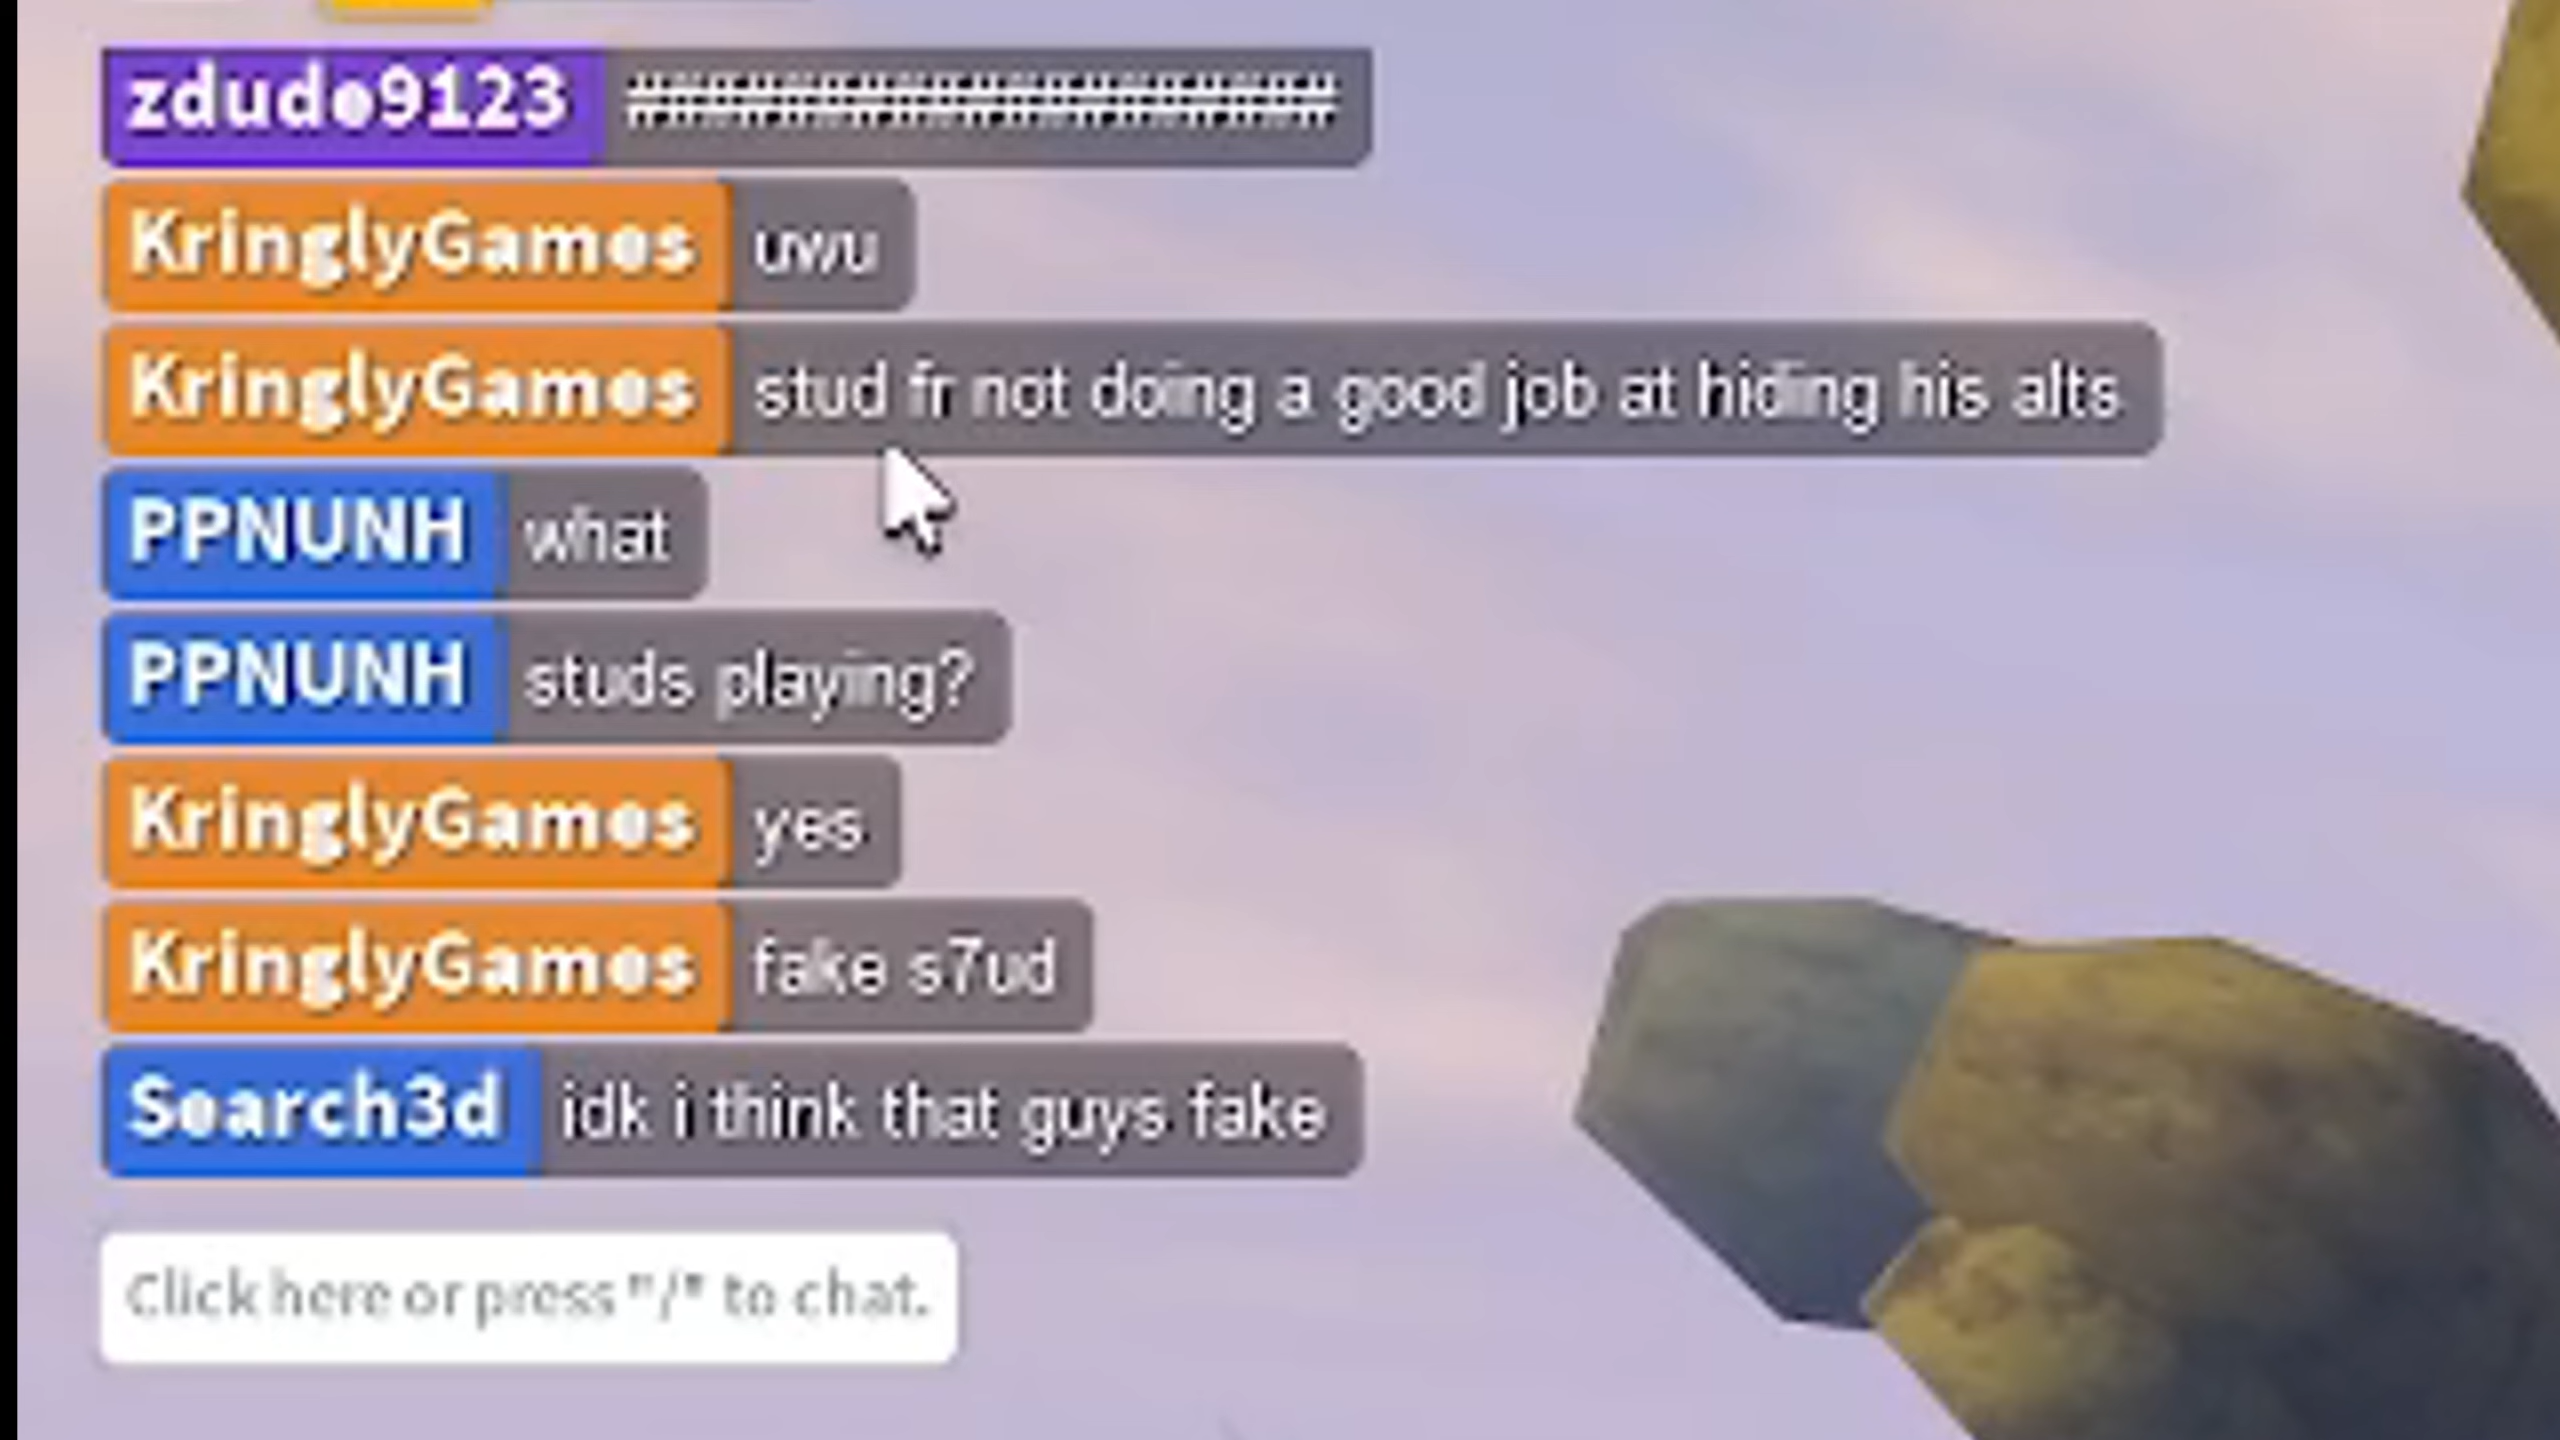 zdude9123
KringlyGames uwu
KringlyGames stud fr not doing a good job at hiding his alts
PPNUNH what
PPNUNH studs playing?
KringlyGames yes
KringlyGames fake s7ud
Search3d idk i think that guys fake
Click here or press "/" to chat.